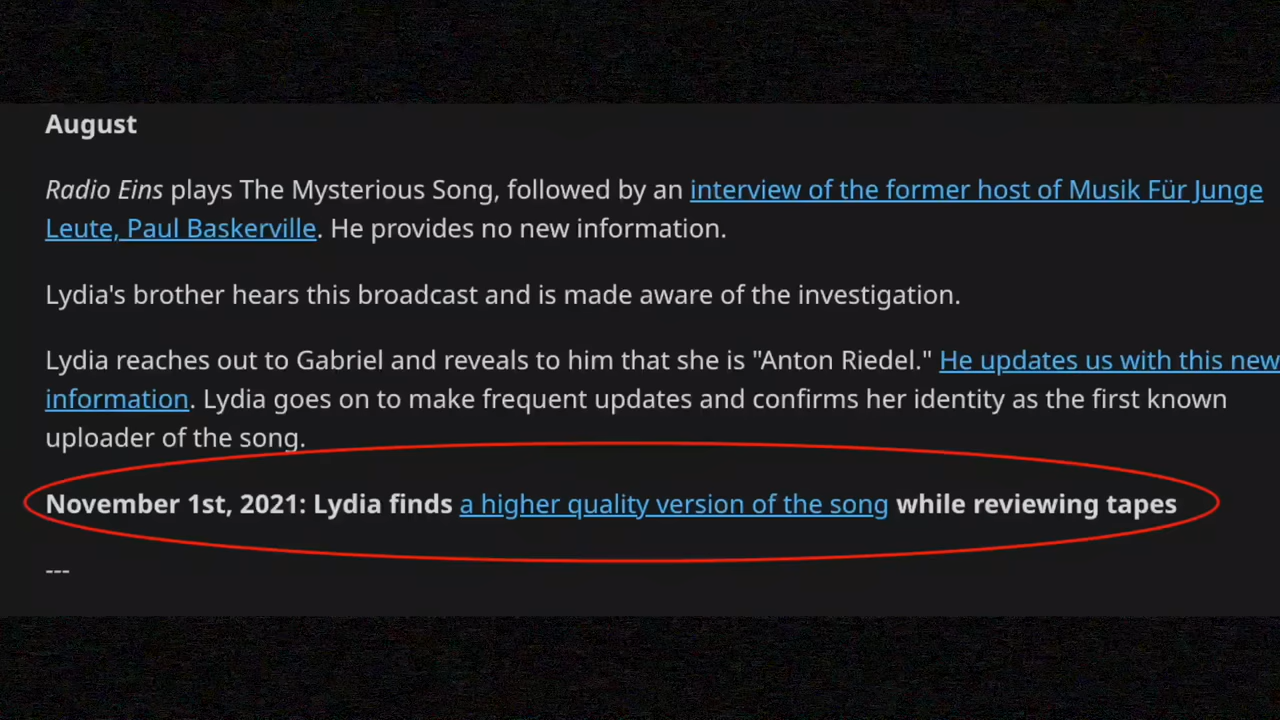 August
Radio Eins plays The Mysterious Song, followed by an interview of the former host of Musik Für Junge
Leute, Paul Baskerville. He provides no new information.
Lydia's brother hears this broadcast and is made aware of the investigation.
Lydia reaches out to Gabriel and reveals to him that she is "Anton Riedel." He updates us with this new
information. Lydia goes on to make frequent updates and confirms her identity as the first known
uploader of the song.
November 1st, 2021: Lydia finds a higher quality version of the song while reviewing tapes
---